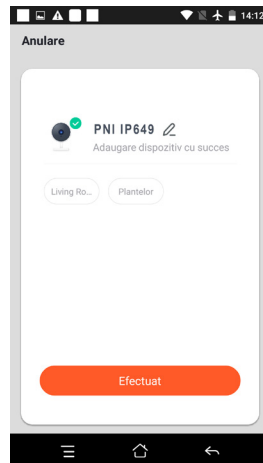 14:12
Anulare
PNI IP649
Adaugare dispozitiv cu succes
Living Ro... Plantelor
Efectuat